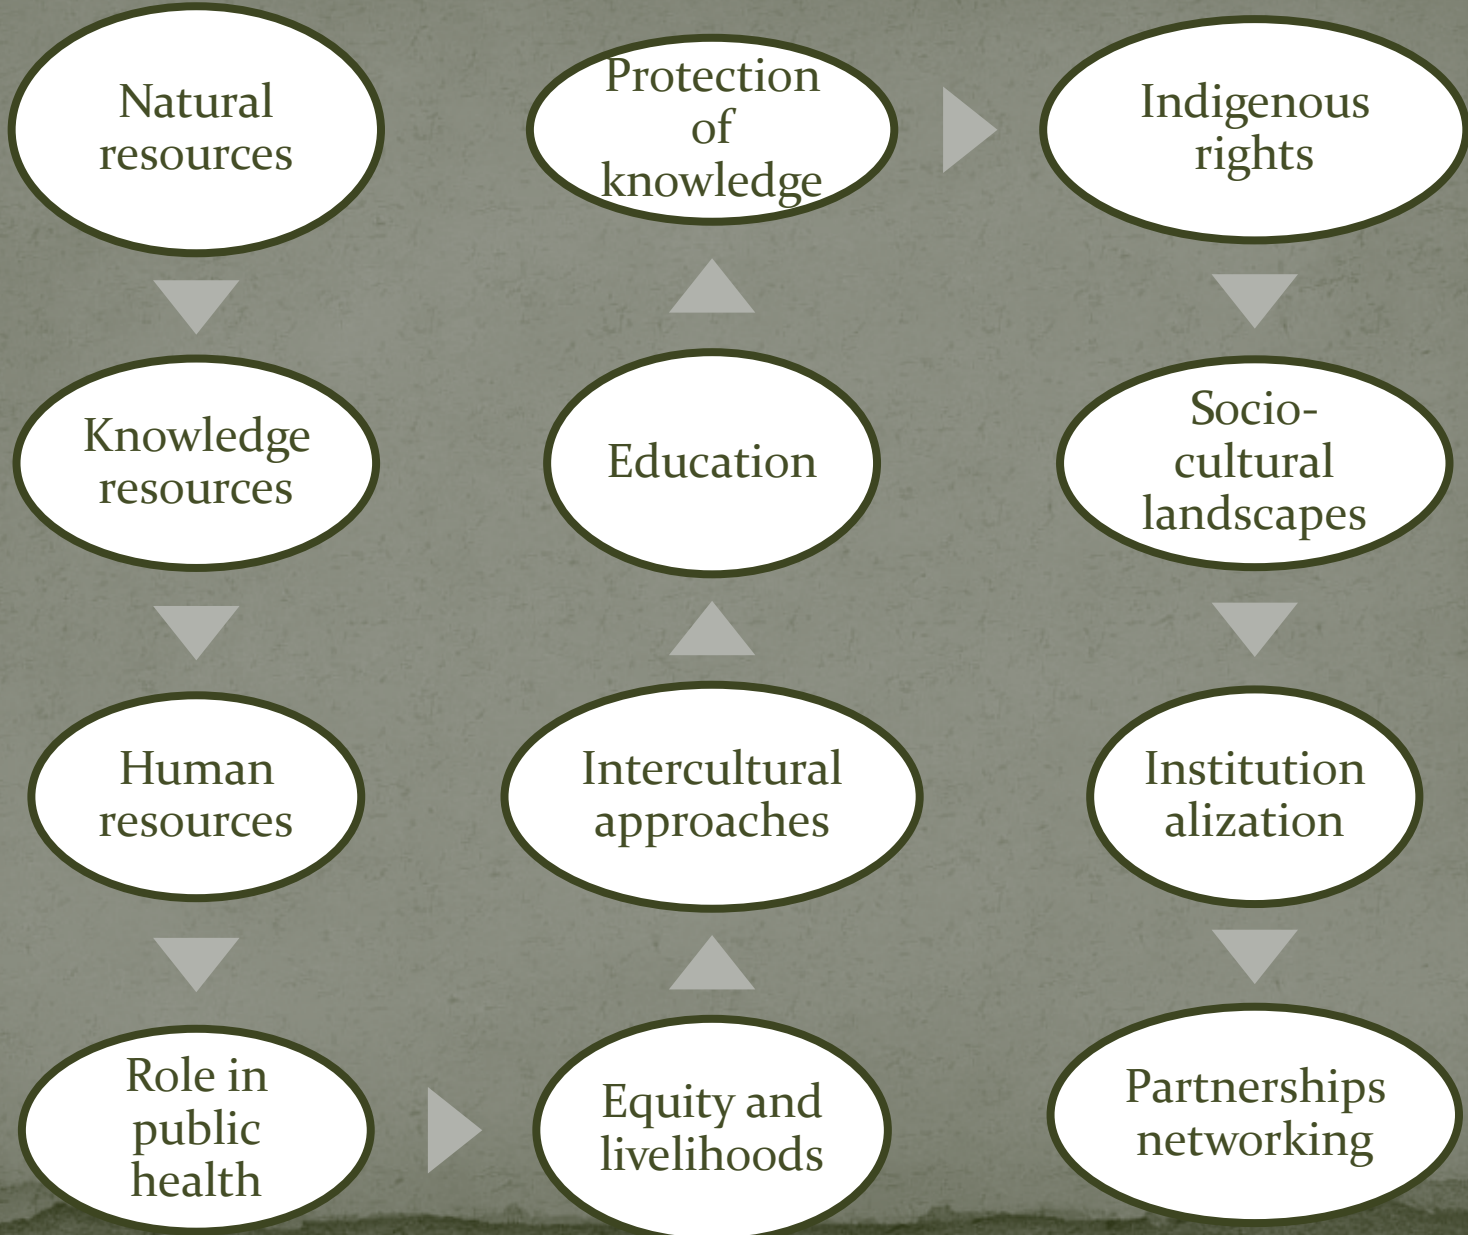 Natural
resources
Knowledge
resources
Human
resources
Role in
public
health
Equity and
livelihoods
Intercultural
approaches
Education
Protection
of
knowledge
Indigenous
rights
Socio-
cultural
landscapes
Institution
alization
Partnerships
networking